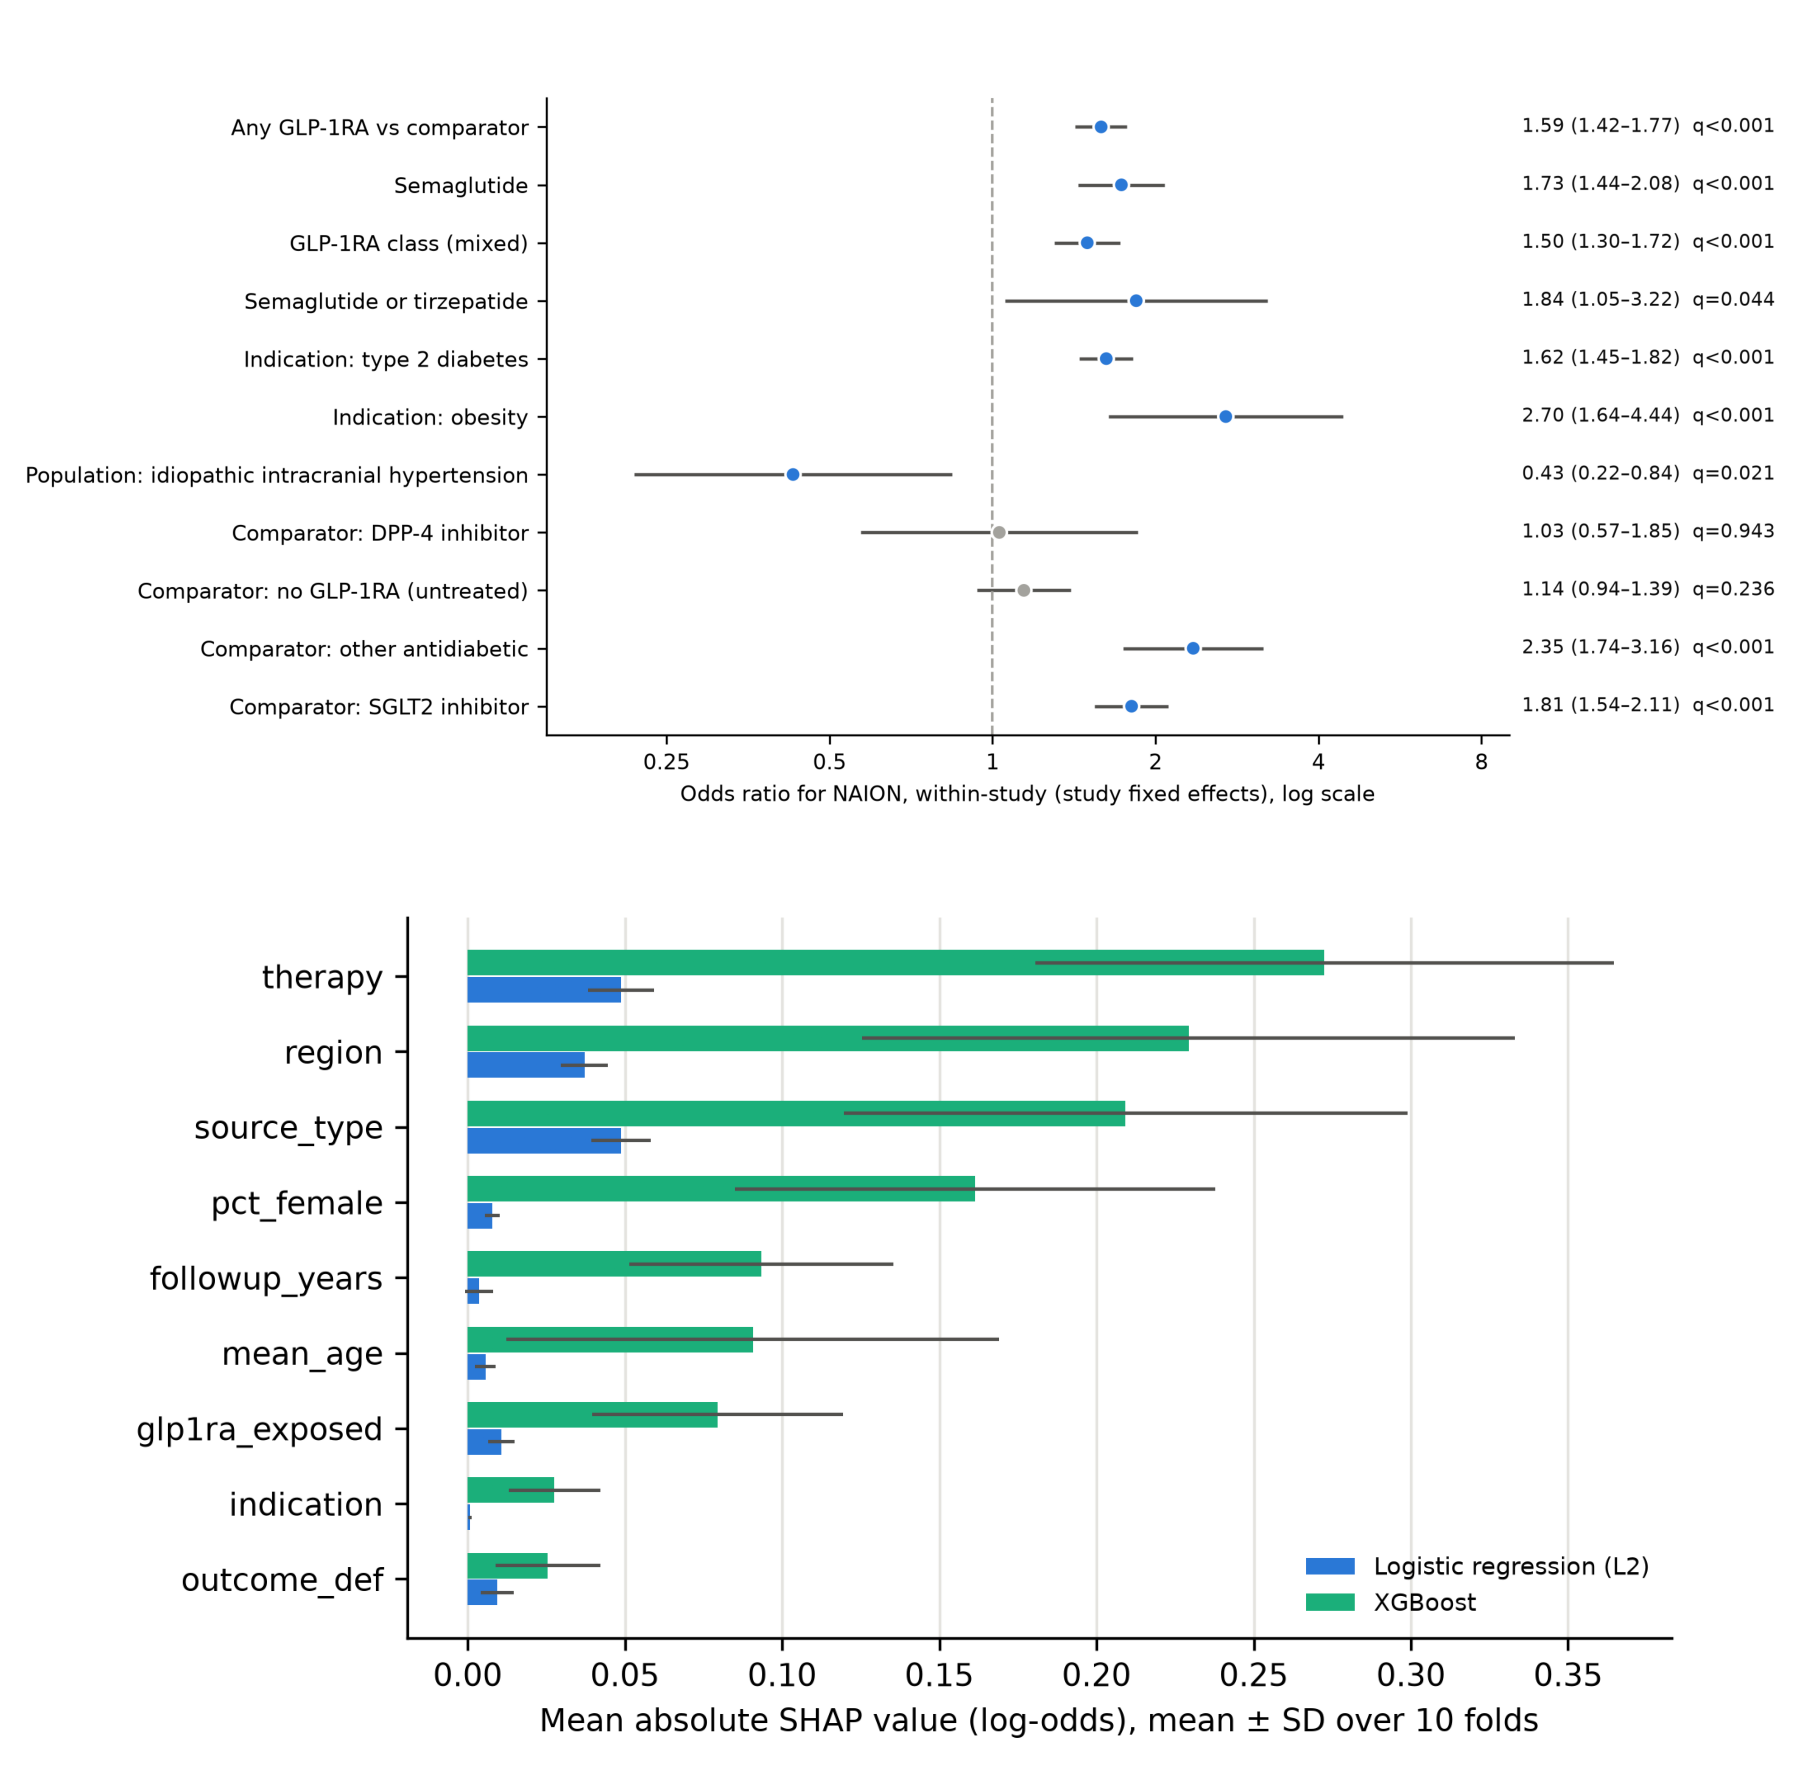 Any GLP-1RA vs comparator 1.59 (1.42–1.77) q<0.001
Semaglutide 1.73 (1.44–2.08) q<0.001
GLP-1RA class (mixed) 1.50 (1.30–1.72) q<0.001
Semaglutide or tirzepatide 1.84 (1.05–3.22) q=0.044
Indication: type 2 diabetes 1.62 (1.45–1.82) q<0.001
Indication: obesity 2.70 (1.64–4.44) q<0.001
Population: idiopathic intracranial hypertension 0.43 (0.22–0.84) q=0.021
Comparator: DPP-4 inhibitor 1.03 (0.57–1.85) q=0.943
Comparator: no GLP-1RA (untreated) 1.14 (0.94–1.39) q=0.236
Comparator: other antidiabetic 2.35 (1.74–3.16) q<0.001
Comparator: SGLT2 inhibitor 1.81 (1.54–2.11) q<0.001
0.25 0.5 1 2 4 8
Odds ratio for NAION, within-study (study fixed effects), log scale
therapy
region
source_type
pct_female
followup_years
mean_age
glp1ra_exposed
indication
outcome_def
Logistic regression (L2)
XGBoost
0.00 0.05 0.10 0.15 0.20 0.25 0.30 0.35
Mean absolute SHAP value (log-odds), mean ± SD over 10 folds